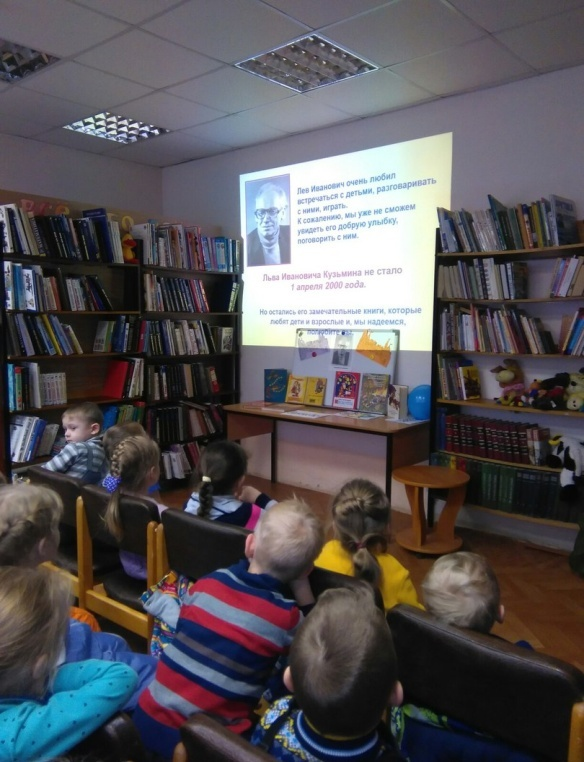 Лев Иванович очень любил
встречаться с детьми, разговаривать
с ними, играть.
К сожалению, мы уже не сможем
увидеть его добрую улыбку,
поговорить с ним.
Льва Ивановича Кузьмина не стало
1 апреля 2000 года.
Но остались его замечательные книги, которые
любят дети и взрослые и, мы надеемся,